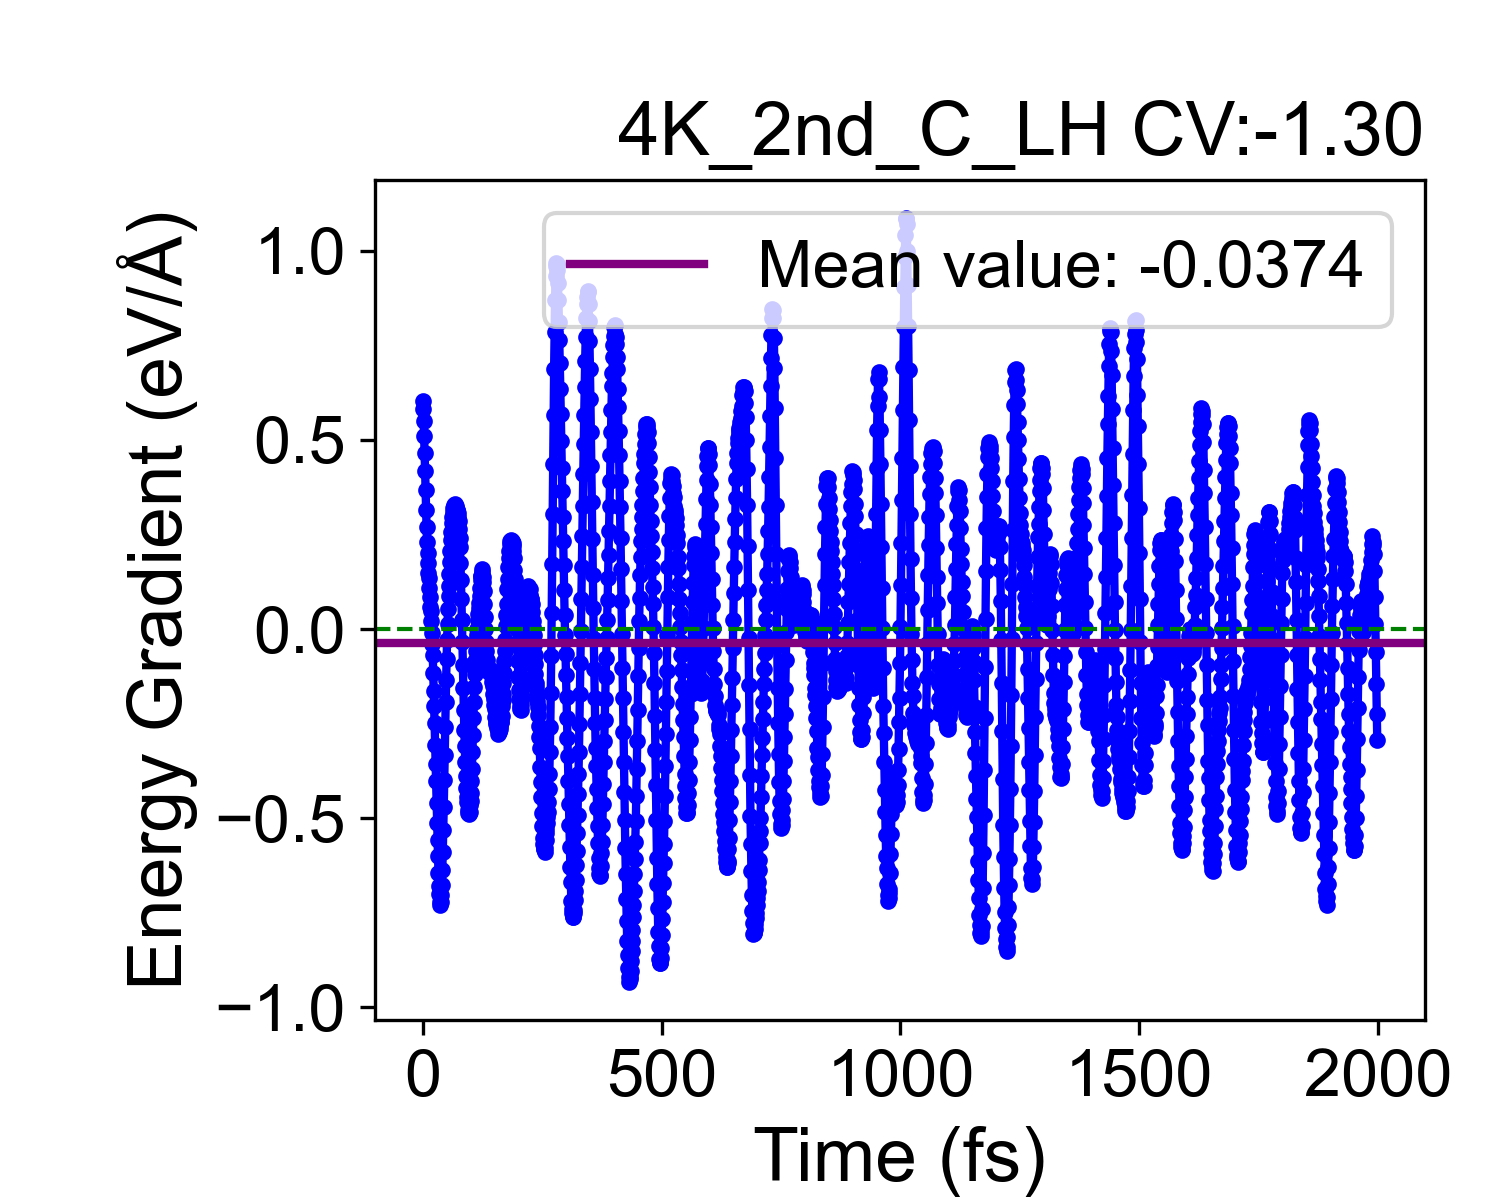 4K_2nd_C_LH CV:-1.30
Mean value: -0.0374
Energy Gradient (eV/Å)
1.0
0.5
0.0
−0.5
−1.0
0 500 1000 1500 2000
Time (fs)